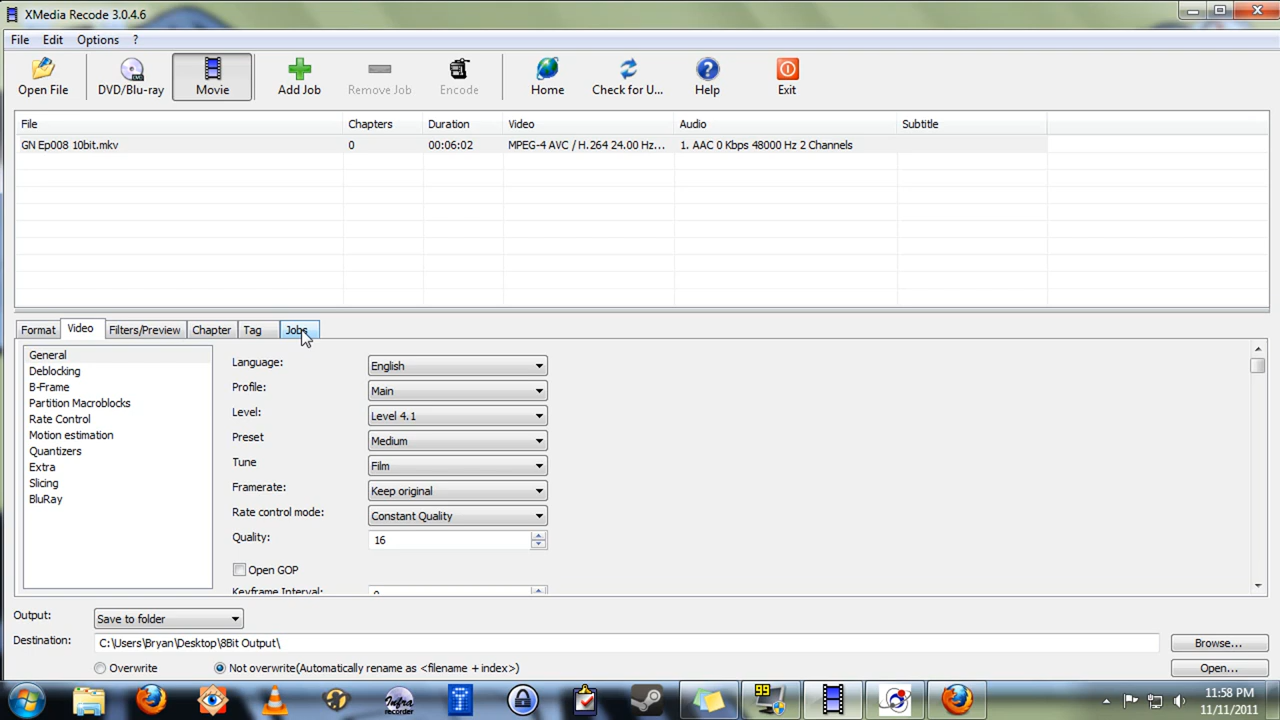 XMedia Recode 3.0.4.6
File Edit Options ?
Open File DVD/Blu-ray Movie Add Job Remove Job Encode Home Check for U... Help Exit
File Chapters Duration Video Audio Subtitle
GN Ep008 10bit.mkv 0 00:06:02 MPEG-4 AVC / H.264 24.00 Hz... 1. AAC 0 Kbps 48000 Hz 2 Channels
Format Video Filters/Preview Chapter Tag Jobs
General
Deblocking
B-Frame
Partition Macroblocks
Rate Control
Motion estimation
Quantizers
Extra
Slicing
BluRay
Language: English
Profile: Main
Level: Level 4.1
Preset Medium
Tune Film
Framerate: Keep original
Rate control mode: Constant Quality
Quality: 16
Open GOP
Keyframe Interval:
Output: Save to folder
Destination: C:\Users\Bryan\Desktop\8Bit Output\ Browse...
Overwrite Not overwrite(Automatically rename as <filename + index>) Open...
Infra
recorder
99
11:58 PM
11/11/2011